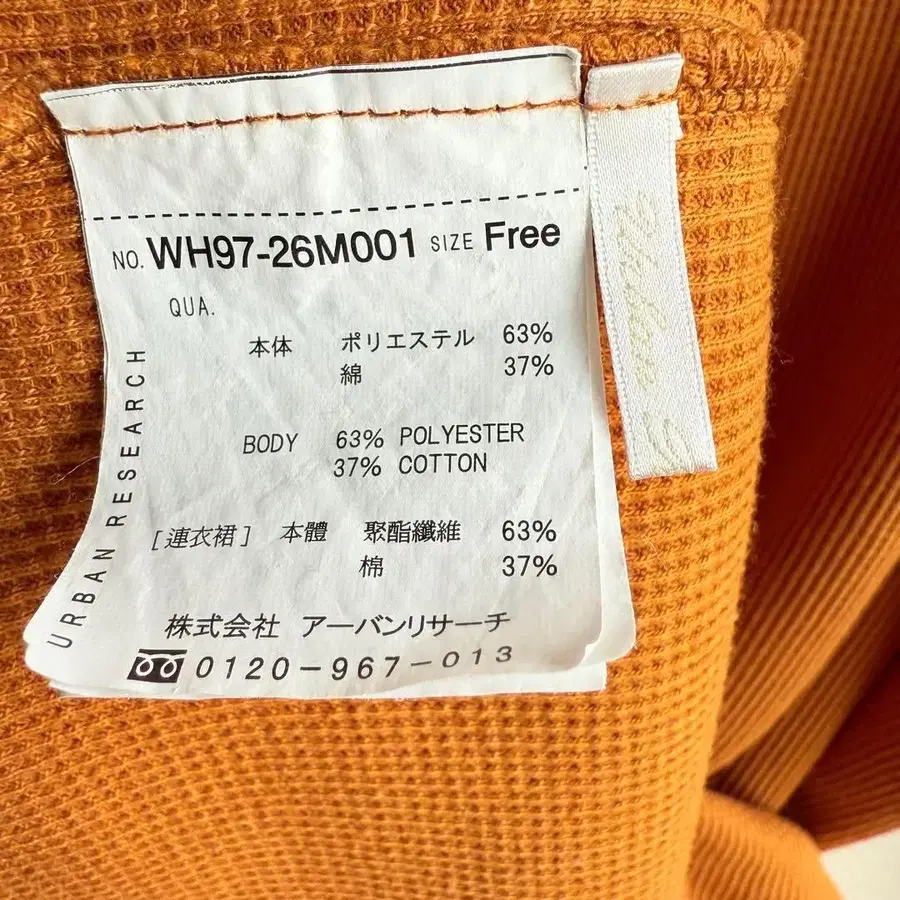 NO. WH97-26M001 SIZE Free
QUA.
本体 ポリエステル 63%
綿 37%
BODY 63% POLYESTER
37% COTTON
[連衣裙] 本體 聚酯纖維 63%
棉 37%
株式会社 アーバンリサーチ
0120-967-013
URBAN RESEARCH